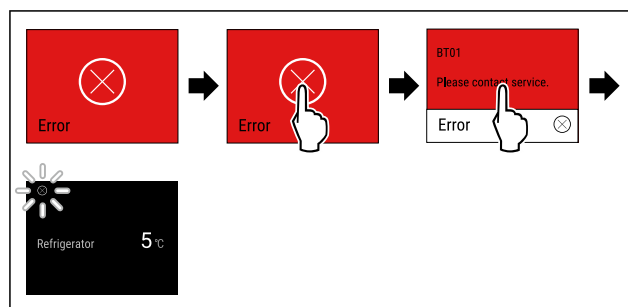 Error
Error
BT01
Please contact service.
Error
Refrigerator 5 °C